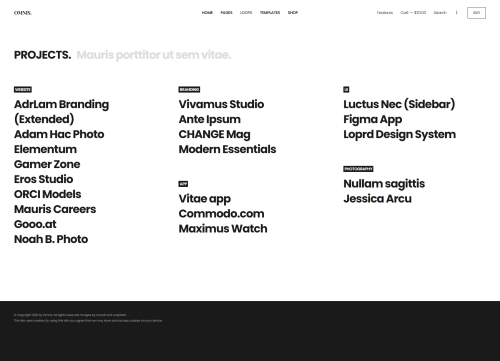 OMNIS.
HOME PAGES LOOPS TEMPLATES SHOP
Features Cart — $121.00 Search
BUY
PROJECTS. Mauris porttitor ut sem vitae.
WEBSITE
AdrLam Branding
(Extended)
Adam Hac Photo
Elementum
Gamer Zone
Eros Studio
ORCI Models
Mauris Careers
Gooo.at
Noah B. Photo
BRANDING
Vivamus Studio
Ante Ipsum
CHANGE Mag
Modern Essentials
APP
Vitae app
Commodo.com
Maximus Watch
UI
Luctus Nec (Sidebar)
Figma App
Loprd Design System
PHOTOGRAPHY
Nullam sagittis
Jessica Arcu